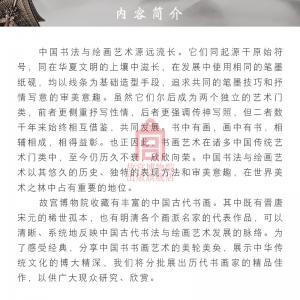 内容简介
中国书法与绘画艺术源远流长。它们同起源于原始符
号,同在华夏文明的土壤中滋长,在发展中使用相同的笔墨
纸砚,均以线条为基础造型手段,追求共同的笔墨技巧和抒
情写意的审美意趣。虽然它们尔后成为两个独立的艺术门
类,前者更侧重抒写性情,后者更强调传神写照,但二者数
千年来始终相互借鉴,共同发展,书中有画,画中有书,相
辅相成,相得益彰。也正因此,书画艺术在诸多中国传统艺
术门类中,至今仍历久不衰,欣欣向荣。中国书法与绘画艺
术以其悠久的历史、独特的表现方法和审美意趣,在世界美
术之林中占有重要的地位。
故宫博物院收藏有丰富的中国古代书画。其中既有晋唐
宋元的稀世孤本,也有明清各个画派名家的代表作品,可以
清晰、系统地反映中国古代书法与绘画艺术发展的脉络。为
了感受经典,分享中国书画艺术的美轮美奂,展示中华传
统文化的博大精深,我们将分批展出历代书画家的精品佳
作,以供广大观众研究、欣赏。